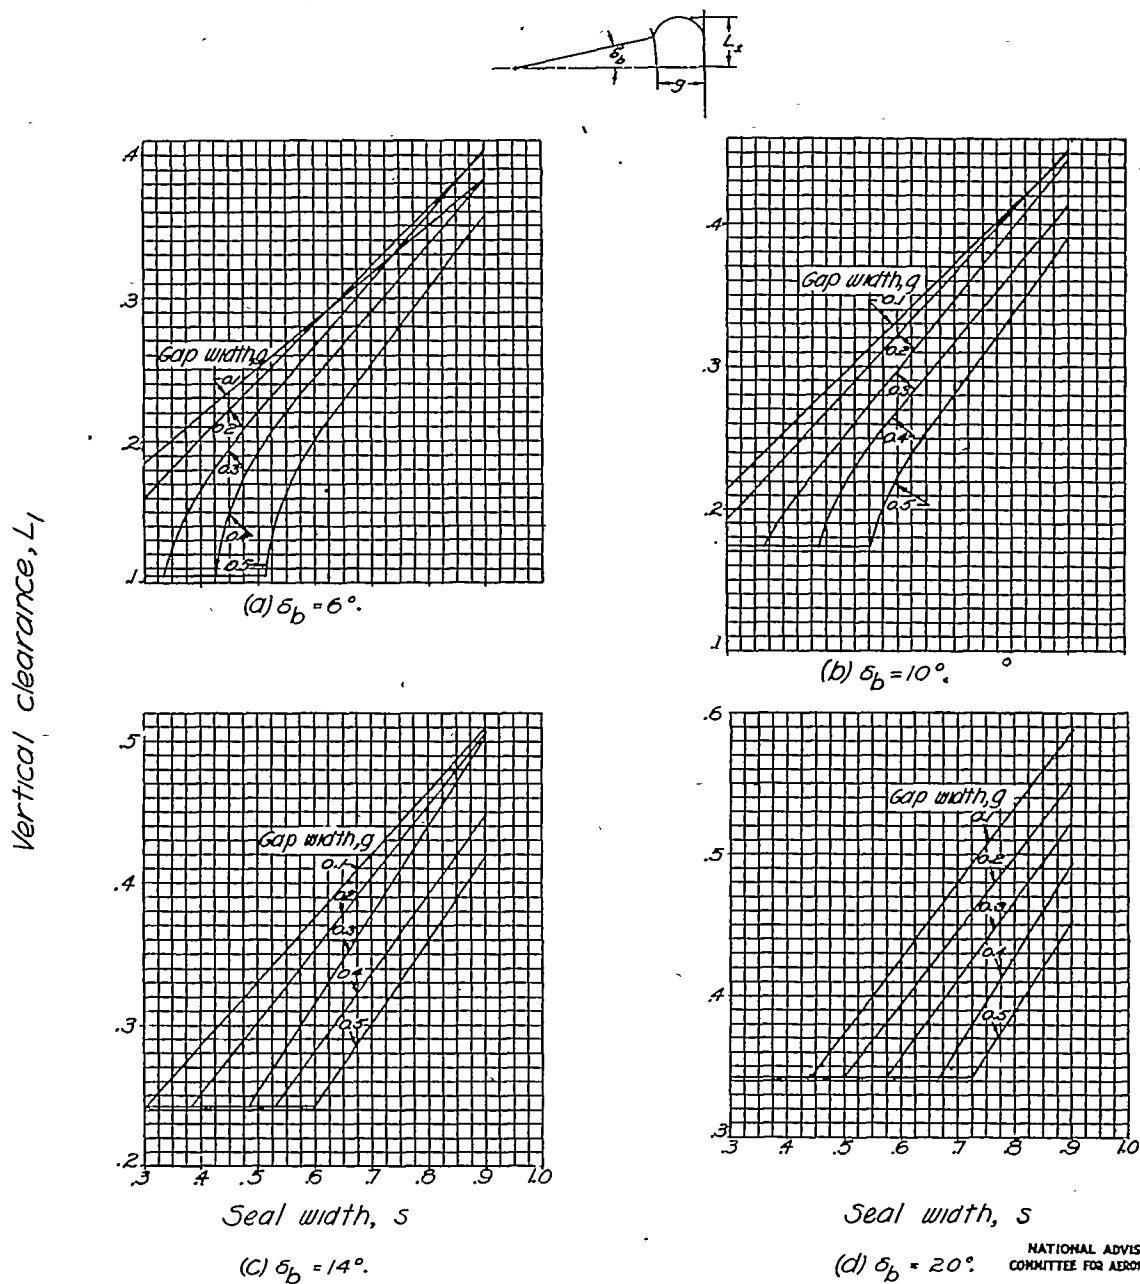 δb
g
L1
Vertical clearance, L1
.4
.3
.2
.1
Gap width,g
0.1
0.2
0.3
0.4
0.5
(a) δb = 6°.
.4
.3
.2
.1
Gap width,g
0.1
0.2
0.3
0.4
0.5
(b) δb = 10°.
.5
.4
.3
.2
Gap width,g
0.1
0.2
0.3
0.4
0.5
.3 .4 .5 .6 .7 .8 .9 1.0
Seal width, s
(c) δb = 14°.
.6
.5
.4
.3
Gap width,g
0.1
0.2
0.3
0.4
0.5
.3 .4 .5 .6 .7 .8 .9 1.0
Seal width, s
(d) δb = 20°.
NATIONAL ADVIS
COMMITTEE FOR AERO